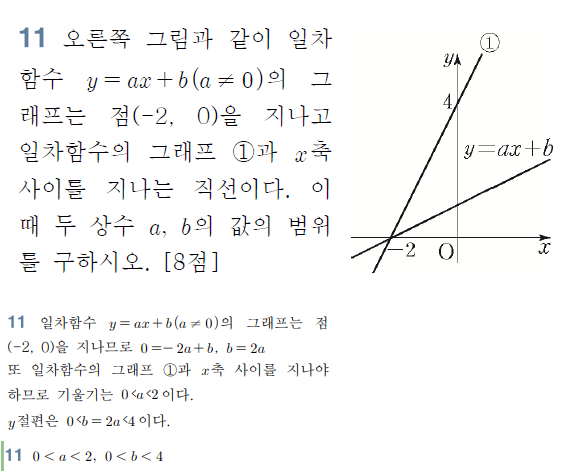 11 오른쪽 그림과 같이 일차
함수 y=ax+b(a≠0)의 그
래프는 점(-2, 0)을 지나고
일차함수의 그래프 ①과 x축
사이를 지나는 직선이다. 이
때 두 상수 a, b의 값의 범위
를 구하시오. [8점]
①
y
4
y=ax+b
-2
O
x
11 일차함수 y=ax+b(a≠0)의 그래프는 점
(-2, 0)을 지나므로 0=-2a+b, b=2a
또 일차함수의 그래프 ①과 x축 사이를 지나야
하므로 기울기는 0<a<2이다.
y절편은 0<b=2a<4이다.
11 0<a<2, 0<b<4